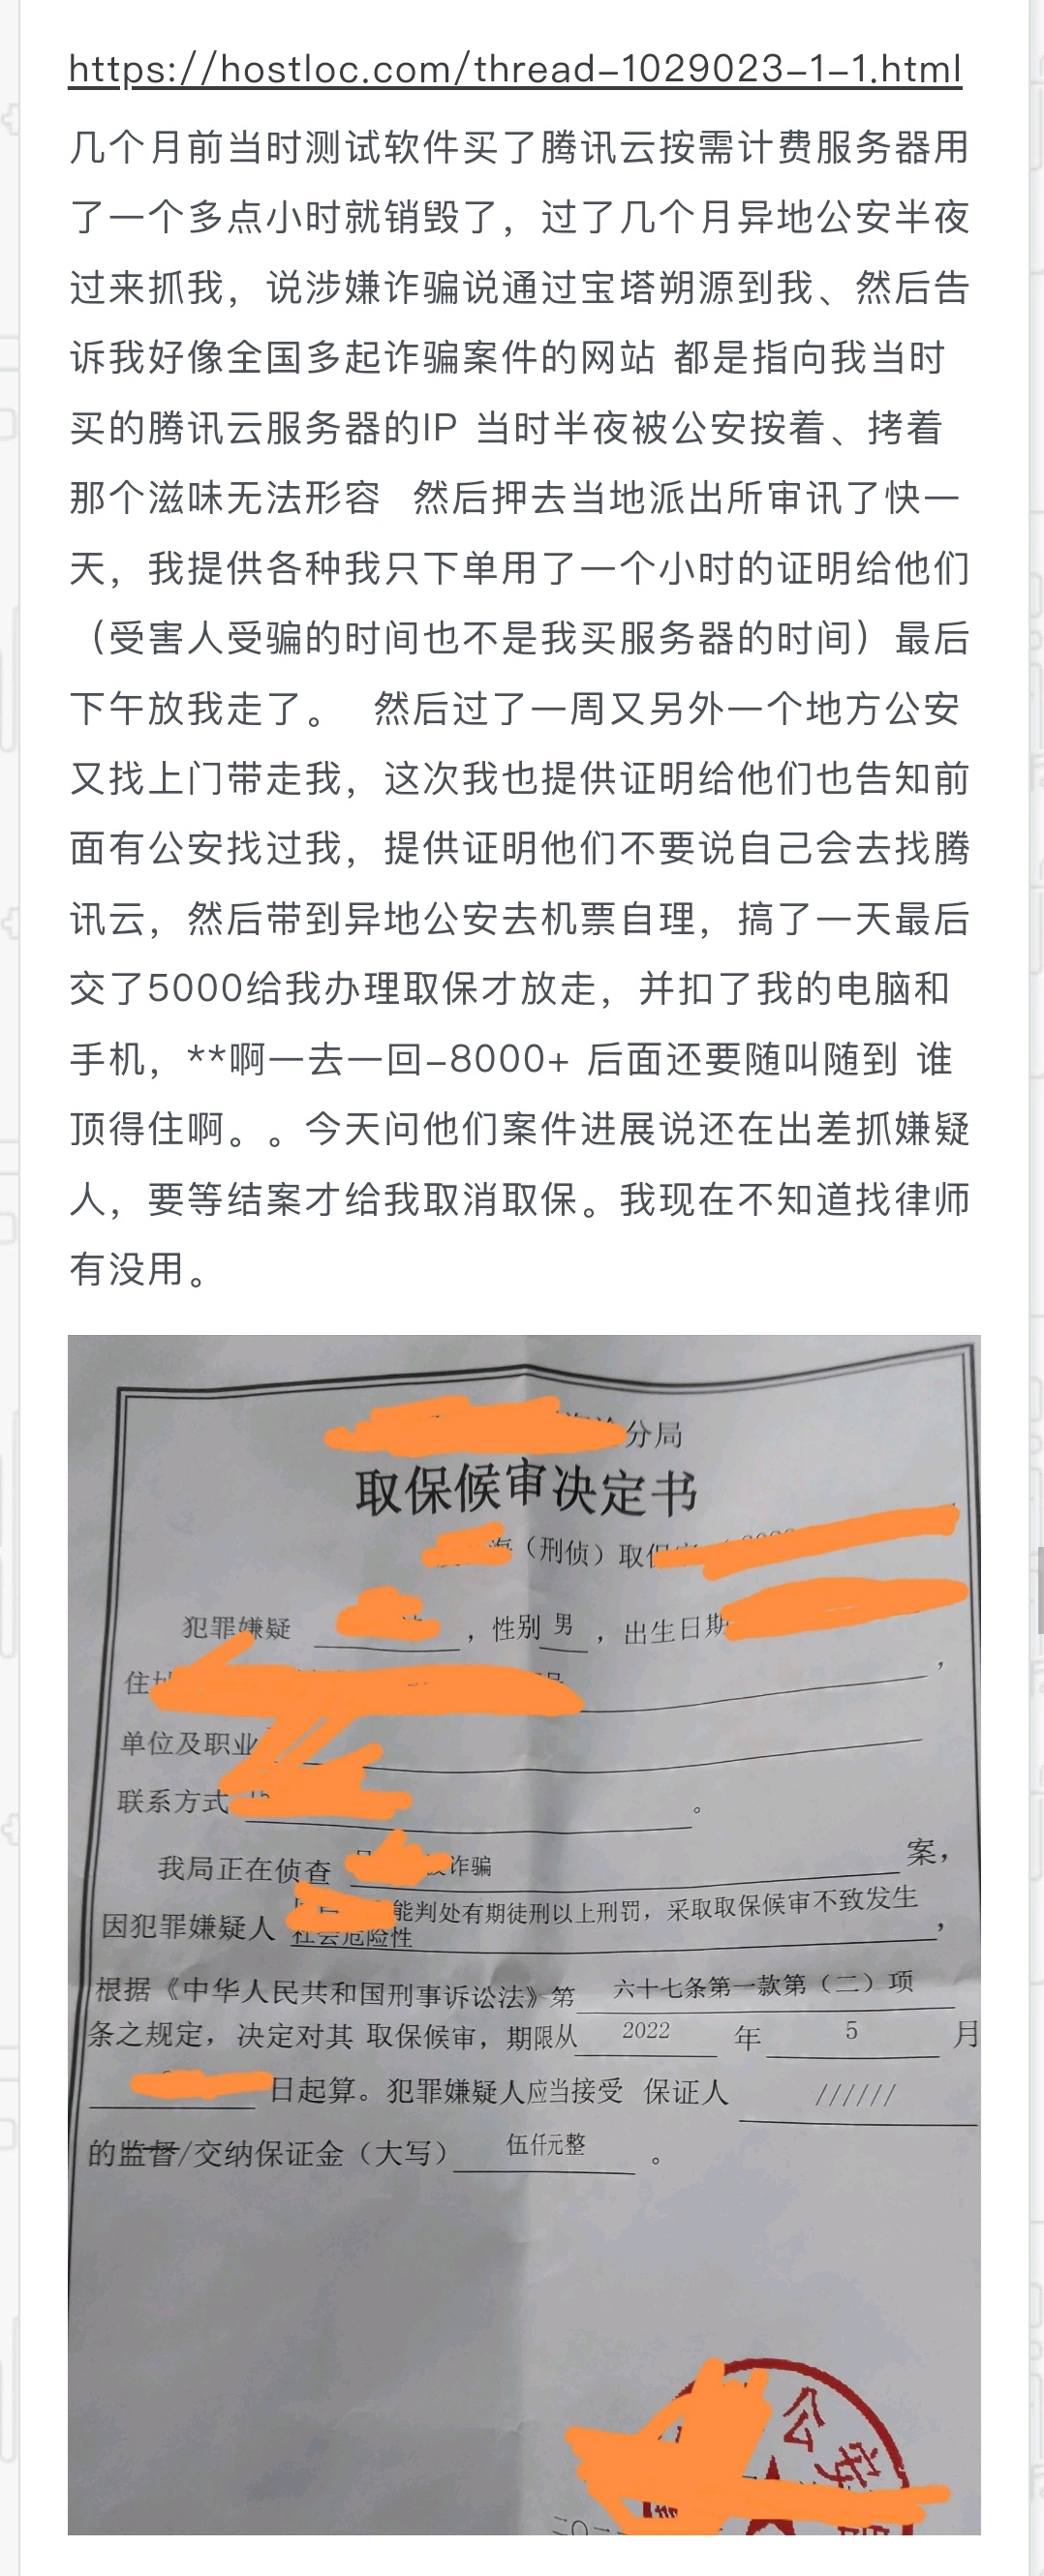 https://hostloc.com/thread-1029023-1-1.html
几个月前当时测试软件买了腾讯云按需计费服务器用
了一个多点小时就销毁了，过了几个月异地公安半夜
过来抓我，说涉嫌诈骗说通过宝塔朔源到我、然后告
诉我好像全国多起诈骗案件的网站 都是指向我当时
买的腾讯云服务器的IP 当时半夜被公安按着、拷着
那个滋味无法形容 然后押去当地派出所审讯了快一
天，我提供各种我只下单用了一个小时的证明给他们
（受害人受骗的时间也不是我买服务器的时间）最后
下午放我走了。 然后过了一周又另外一个地方公安
又找上门带走我，这次我也提供证明给他们也告知前
面有公安找过我，提供证明他们不要说自己会去找腾
讯云，然后带到异地公安去机票自理，搞了一天最后
交了5000给我办理取保才放走，并扣了我的电脑和
手机，**啊一去一回-8000+ 后面还要随叫随到 谁
顶得住啊。。今天问他们案件进展说还在出差抓嫌疑
人，要等结案才给我取消取保。我现在不知道找律师
有没用。
分局
取保候审决定书
（刑侦）取
犯罪嫌疑 ，性别 男 ，出生日期
住 ，
单位及职业
联系方式 。
我局正在侦查 诈骗 案，
因犯罪嫌疑人 能判处有期徒刑以上刑罚，采取取保候审不致发生
社会危险性 ，
根据《中华人民共和国刑事诉讼法》第 六十七条第一款第（二）项
条之规定，决定对其 取保候审，期限从 2022 年 5 月
日起算。犯罪嫌疑人应当接受 保证人 //////
的监督/交纳保证金（大写） 伍仟元整 。
公安